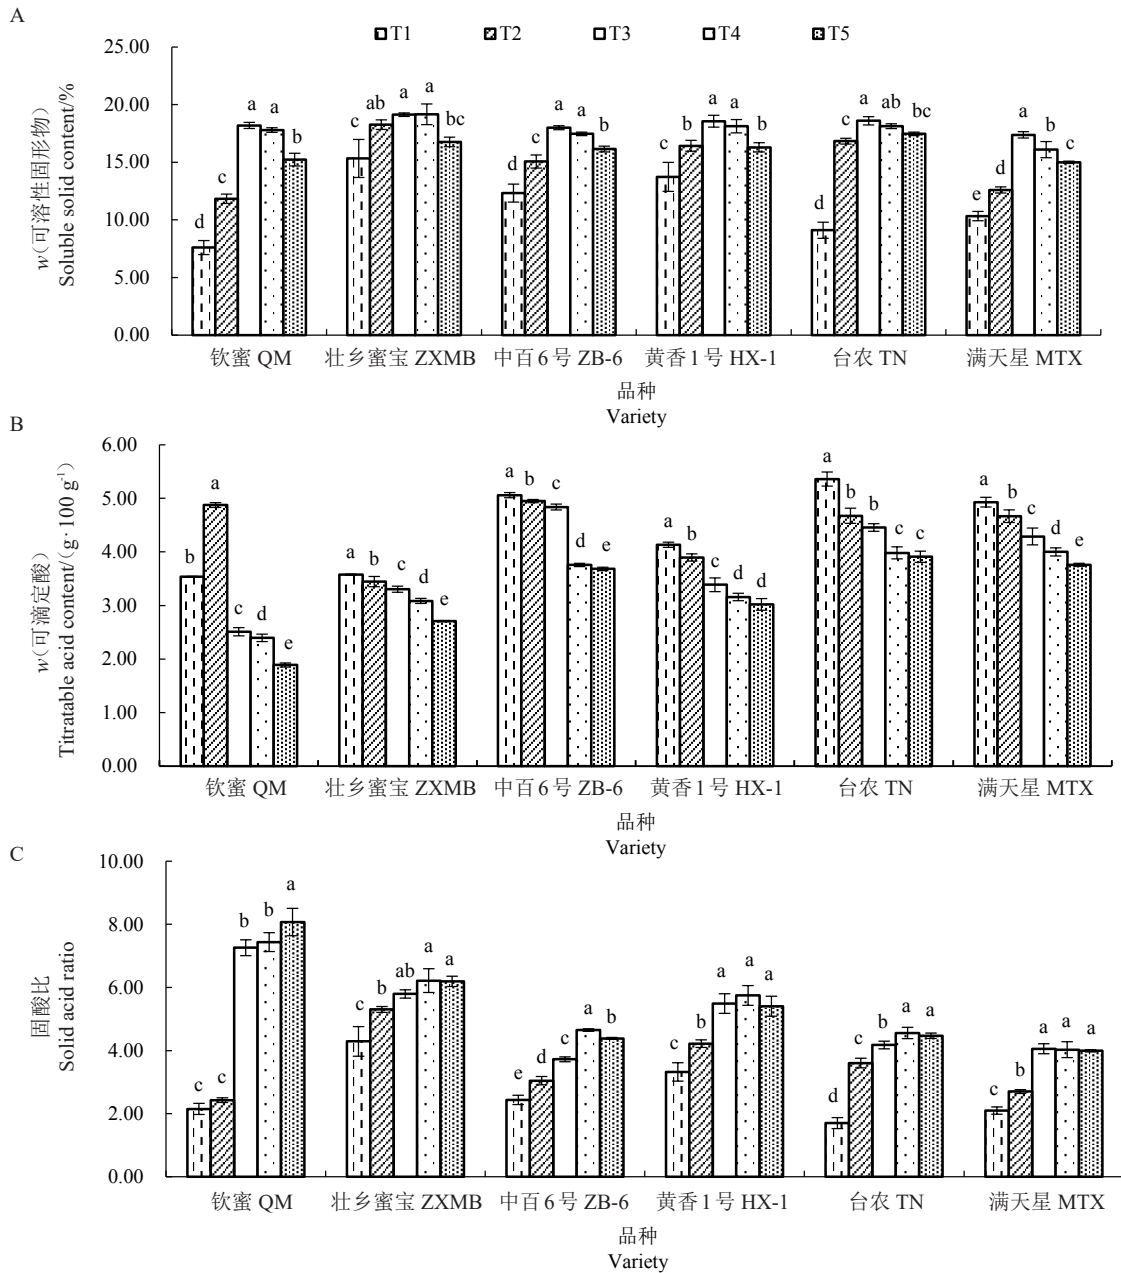 A
T1 T2 T3 T4 T5
w(可溶性固形物)
Soluble solid content/%
25.00
20.00
15.00
10.00
5.00
0.00
d c a a b
c ab a a bc
d c a a b
c b a a b
d c a ab bc
e d a b c
钦蜜 QM 壮乡蜜宝 ZXMB 中百6号 ZB-6 黄香1号 HX-1 台农 TN 满天星 MTX
品种
Variety
B
w(可滴定酸)
Titratable acid content/(g·100 g⁻¹)
6.00
5.00
4.00
3.00
2.00
1.00
0.00
b a c d e
a b c d e
a b c d e
a b c d d
a b b c c
a b c d e
钦蜜 QM 壮乡蜜宝 ZXMB 中百6号 ZB-6 黄香1号 HX-1 台农 TN 满天星 MTX
品种
Variety
C
固酸比
Solid acid ratio
10.00
8.00
6.00
4.00
2.00
0.00
c c b b a
c b ab a a
e d c a b
c b a a a
d c b a a
c b a a a
钦蜜 QM 壮乡蜜宝 ZXMB 中百6号 ZB-6 黄香1号 HX-1 台农 TN 满天星 MTX
品种
Variety